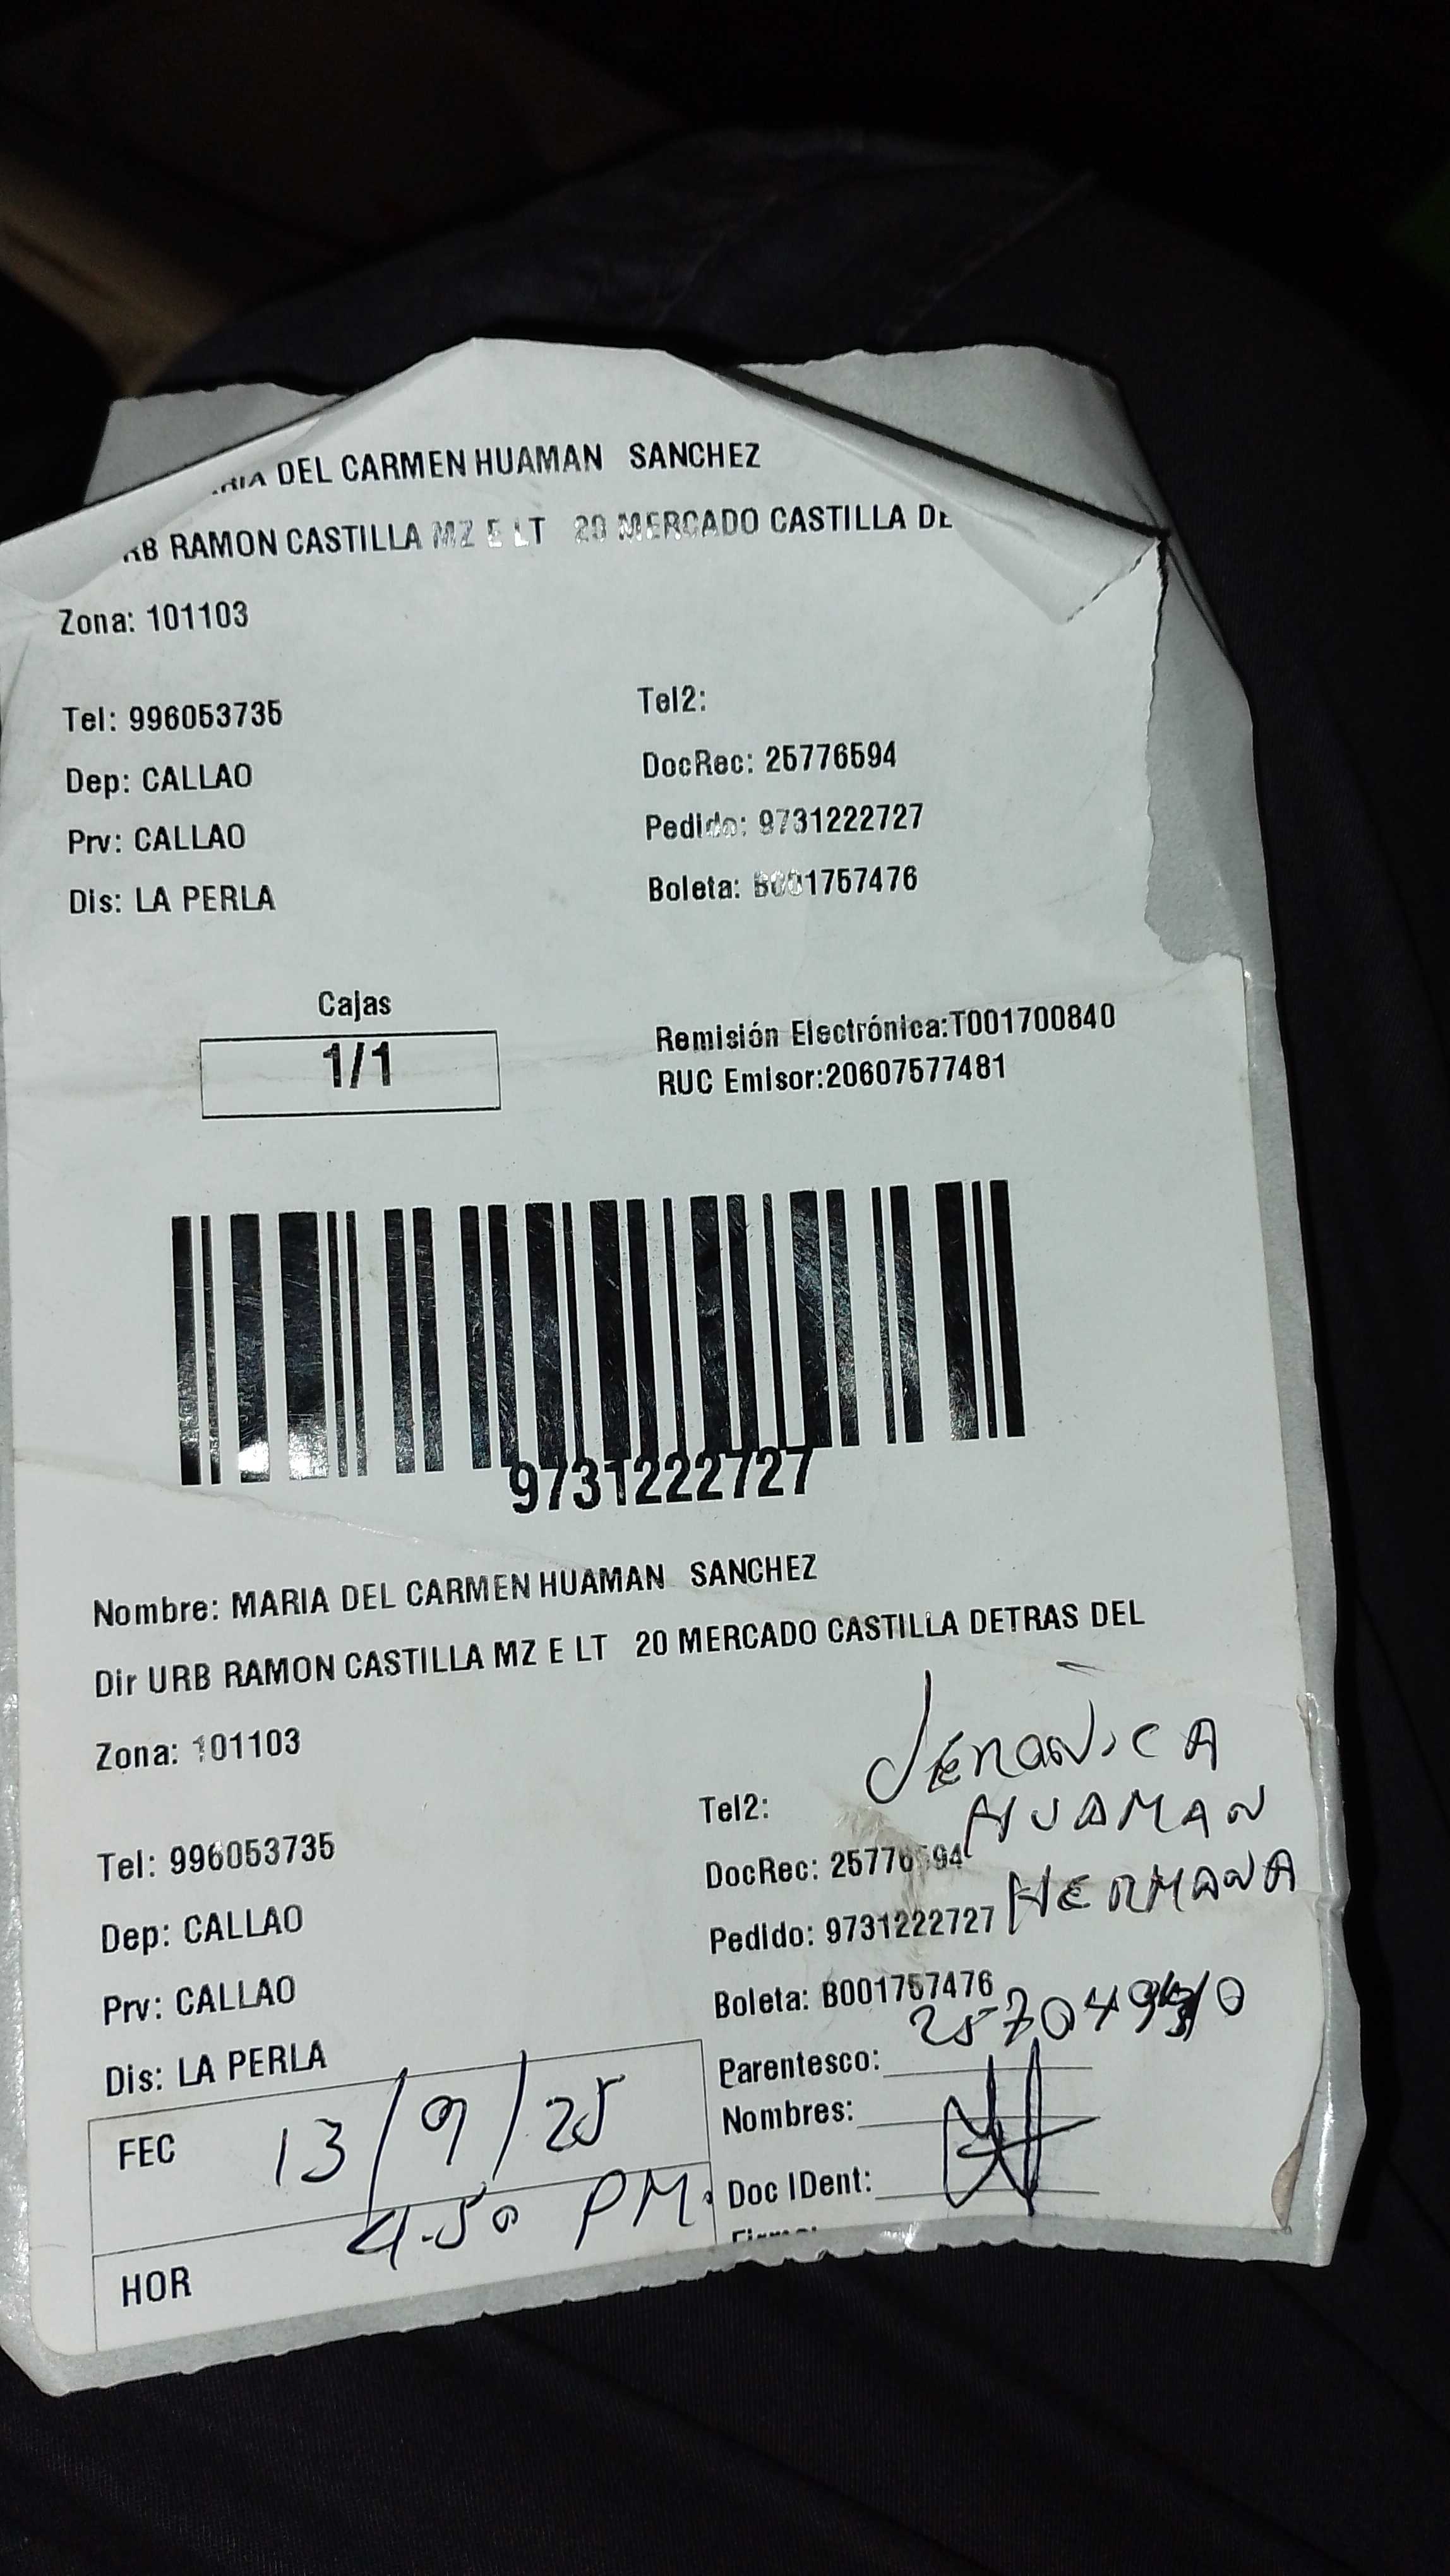 DEL CARMEN HUAMAN SANCHEZ
RAMON CASTILLA MZ E LT 20 MERCADO CASTILLA DE
Zona: 101103
Tel: 996053735
Tel2:
Dep: CALLAO
DocRec: 25776594
Prv: CALLAO
Pedido: 9731222727
Dis: LA PERLA
Boleta: B001757476
Cajas
1/1
Remisión Electrónica:T001700840
RUC Emisor:20607577481
9731222727
Nombre: MARIA DEL CARMEN HUAMAN SANCHEZ
Dir URB RAMON CASTILLA MZ E LT 20 MERCADO CASTILLA DETRAS DEL
Zona: 101103
HUAMAN
HERMANA
Tel: 996053735
Tel2:
Dep: CALLAO
DocRec: 25776594
Prv: CALLAO
Pedido: 9731222727
Dis: LA PERLA
Boleta: B001757476
Parentesco:
Nombres:
Doc IDent:
FEC 13/9/25
HOR 4.50 PM.